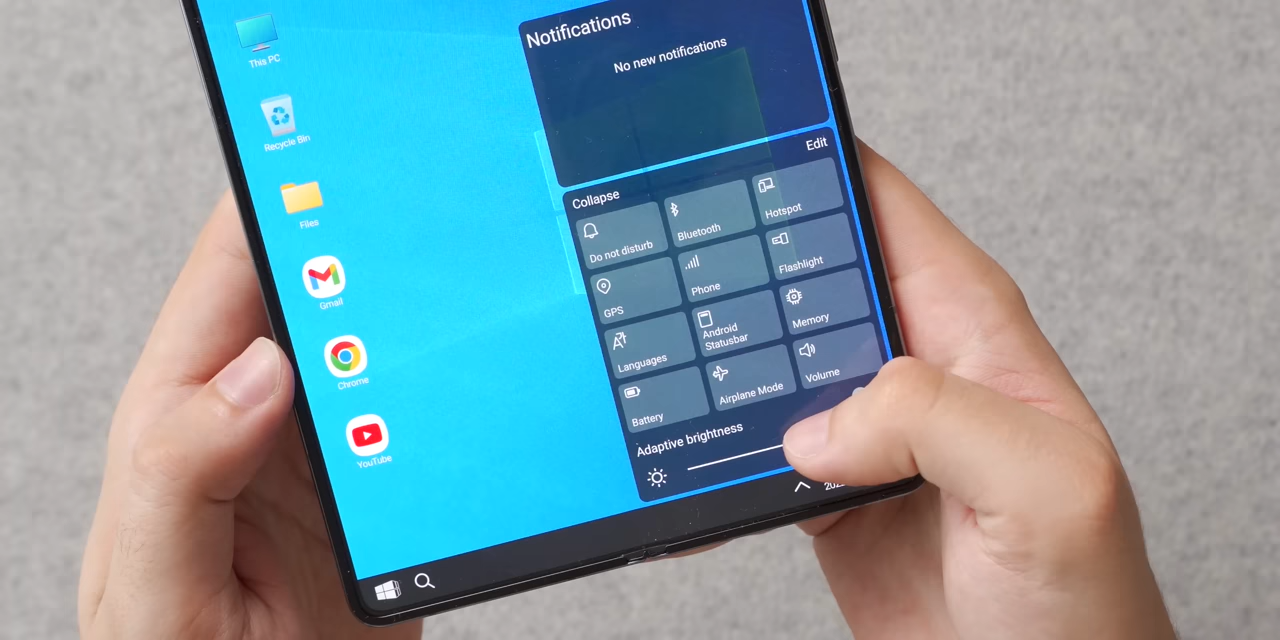 This PC
Recycle Bin
Files
Gmail
Chrome
YouTube
Notifications
No new notifications
Edit
Collapse
Do not disturb
Bluetooth
Hotspot
GPS
Phone
Flashlight
Languages
Android
Statusbar
Memory
Battery
Airplane Mode
Volume
Adaptive brightness